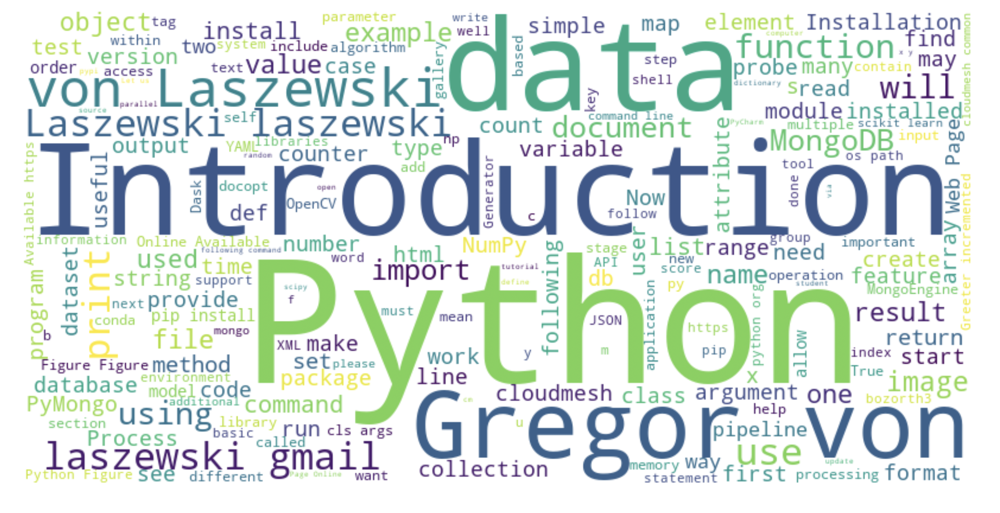 object
tag
install
parameter
example
write
well
data
simple
map
element
Installation
computer
test
within
version
two
system
include
algorithm
gallery
based
function
find
x y
cloudmesh common
order
pypi
access
text
value
case
step
probe
many
contain
may
von Laszewski
Let us
parallel
shell
dictionary
s
read
will
key
source
Laszewski laszewski
self
command line
module
installed
count
document
attribute
PyCharm
multiple
scikit learn
output
YAML
libraries
random
counter
type
np
add
variable
MongoDB
input
os path
Web Page
Available https
Introduction
useful
Dask
docopt
def
open
OpenCV
Generator
c
Now
follow
tool
done
via
array
Greeter incremented
information
Online Available
following command
number
word
html
NumPy
following
stage
API
user
list
range
group
need
important
new
score
create
program
dataset
print
used
time
string
support
Python
import
tutorial
define
db
py
name
operation
student
feature
MongoEngine
scipy
f
next
provide
conda
pip install
must
mean
JSON
application
https
python org
result
b
file
mongo
XML
make
work
y
m
pip
allow
index
return
start
Figure Figure
method
set
please
package
line
x
True
image
environment
database
model
code
cloudmesh
class
argument
one
bozorth3
PyMongo
additional
using
command
Gregor von
cm
help
section
library
basic
run
cls args
u
pipeline
Process
called
laszewski gmail
use
collection
memory
way
update
Python Figure
see
different
Page Online
want
statement
first
processing
format